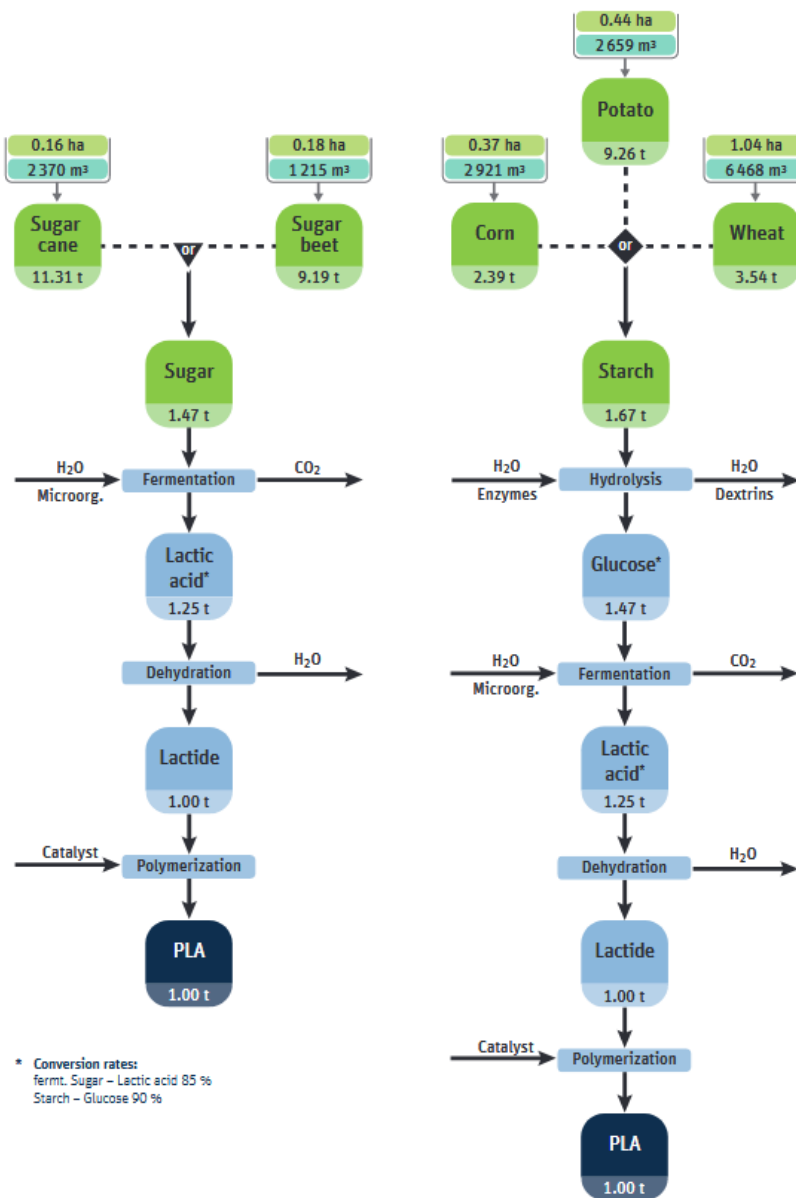 0.16 ha
2 370 m³
Sugar
cane
11.31 t
or
0.18 ha
1 215 m³
Sugar
beet
9.19 t
Sugar
1.47 t
H₂O
Microorg.
Fermentation
CO₂
Lactic
acid*
1.25 t
Dehydration
H₂O
Lactide
1.00 t
Catalyst
Polymerization
PLA
1.00 t
* Conversion rates:
fermt. Sugar – Lactic acid 85 %
Starch – Glucose 90 %
0.44 ha
2 659 m³
Potato
9.26 t
0.37 ha
2 921 m³
Corn
2.39 t
or
1.04 ha
6 468 m³
Wheat
3.54 t
Starch
1.67 t
H₂O
Enzymes
Hydrolysis
H₂O
Dextrins
Glucose*
1.47 t
H₂O
Microorg.
Fermentation
CO₂
Lactic
acid*
1.25 t
Dehydration
H₂O
Lactide
1.00 t
Catalyst
Polymerization
PLA
1.00 t